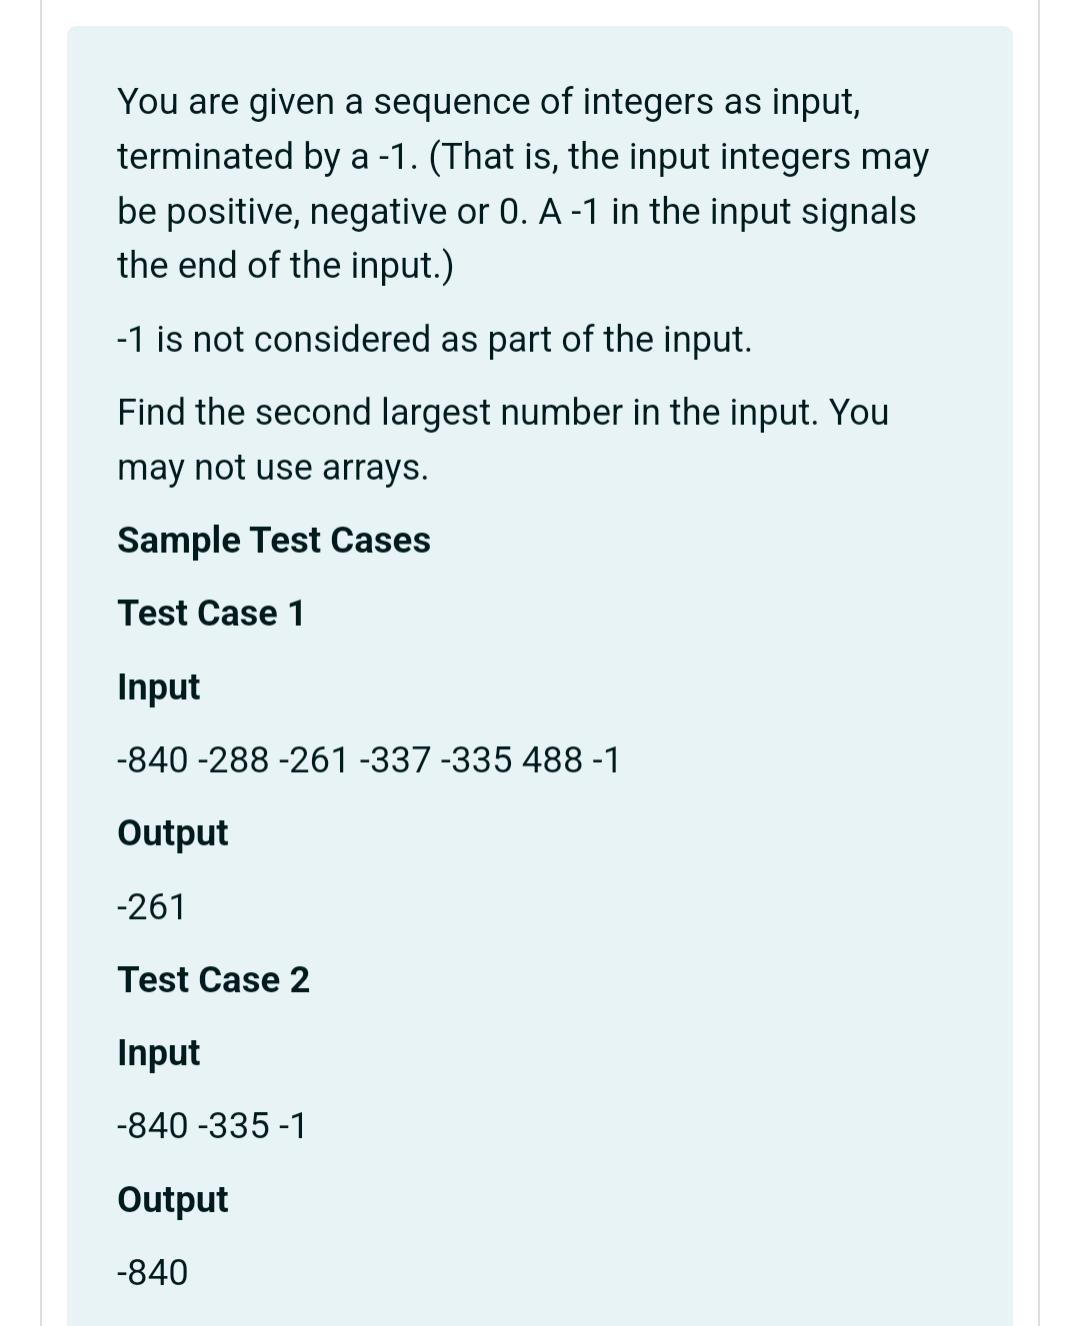 You are given a sequence of integers as input,
terminated by a -1. (That is, the input integers may
be positive, negative or 0. A -1 in the input signals
the end of the input.)
-1 is not considered as part of the input.
Find the second largest number in the input. You
may not use arrays.
Sample Test Cases
Test Case 1
Input
-840 -288 -261 -337 -335 488 -1
Output
-261
Test Case 2
Input
-840 -335 -1
Output
-840